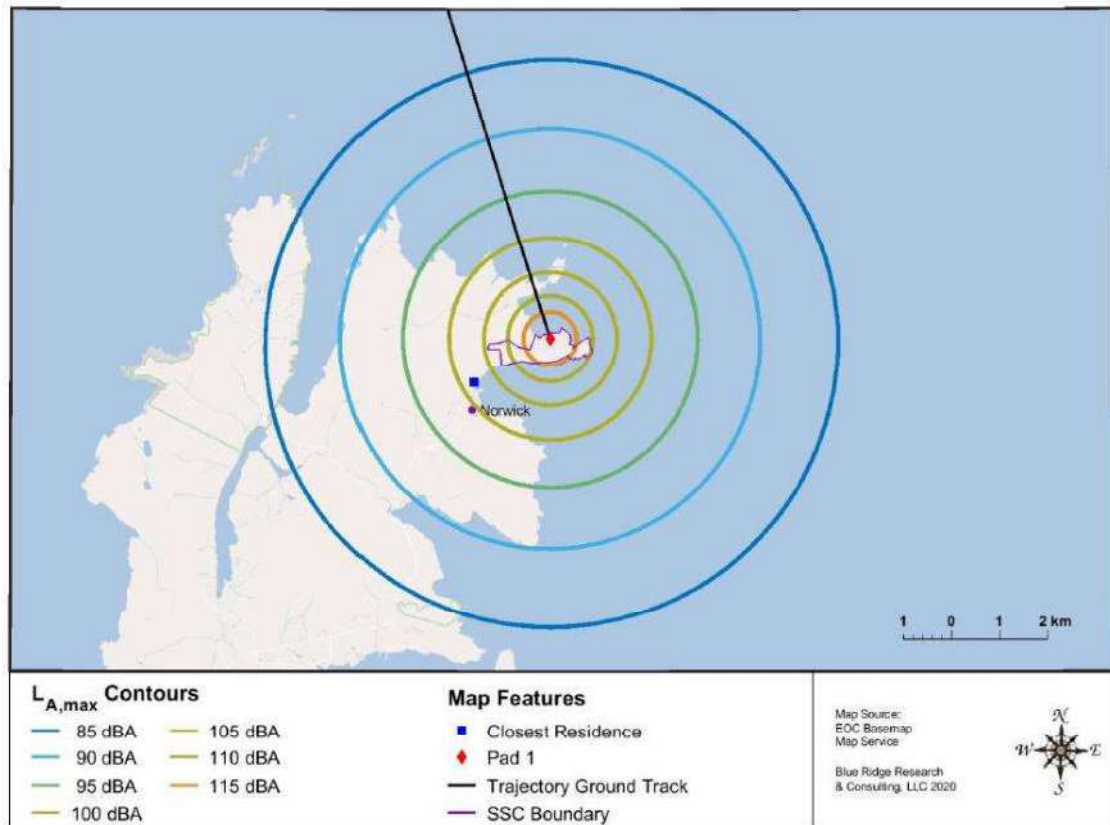 Norwick
1 0 1 2 km
L A,max Contours
85 dBA
90 dBA
95 dBA
100 dBA
105 dBA
110 dBA
115 dBA
Map Features
Closest Residence
Pad 1
Trajectory Ground Track
SSC Boundary
Map Source:
EOC Basemap
Map Service
Blue Ridge Research
& Consulting, LLC 2020
N
W E
S